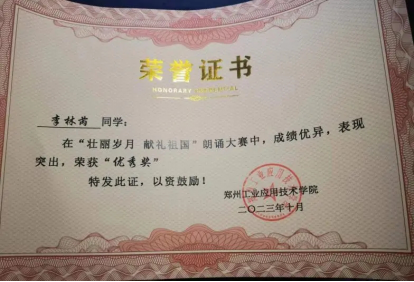 荣誉证书
HONORARY CREDENTIAL
李林芮 同学:
在“壮丽岁月 献礼祖国”朗诵大赛中，成绩优异，表现
突出，荣获“优秀奖”
特发此证，以资鼓励！
郑州工业应用技术学院
二〇二三年十月